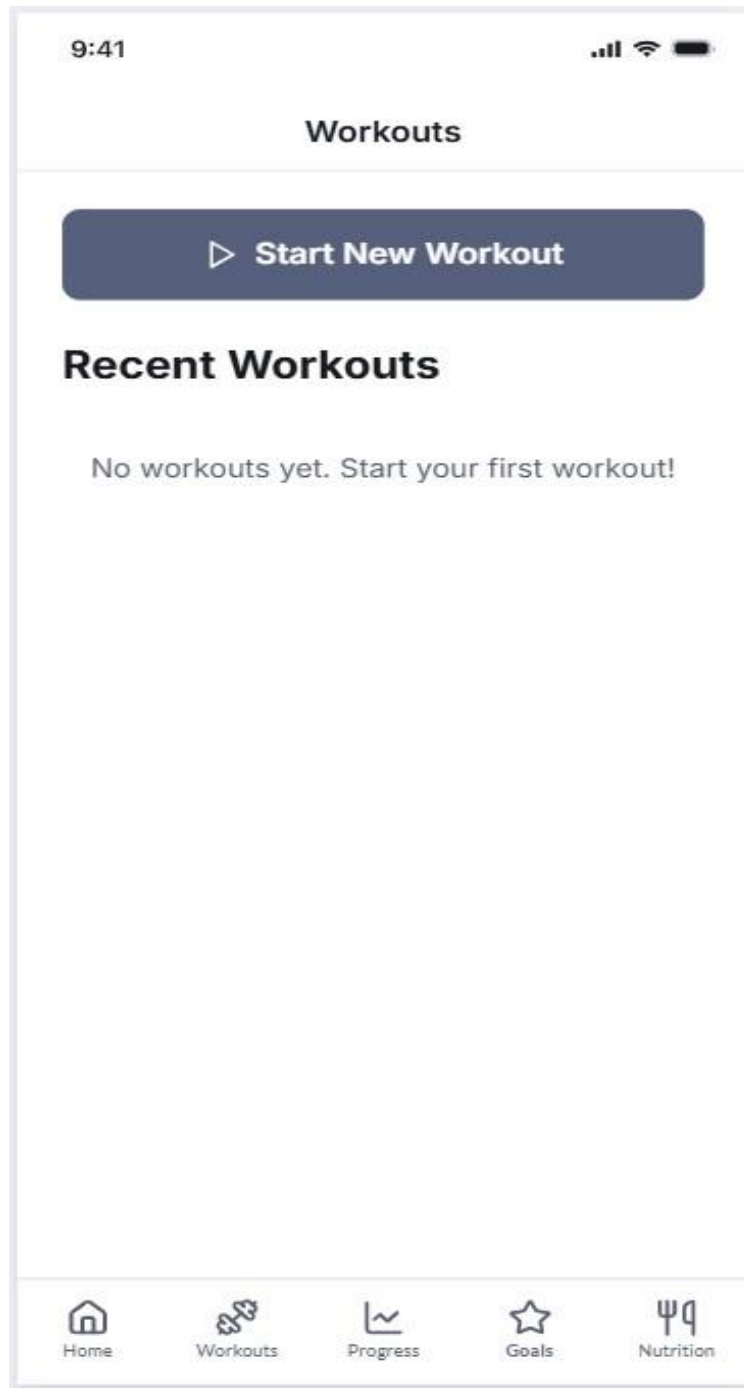 9:41
Workouts
Start New Workout
Recent Workouts
No workouts yet. Start your first workout!
Home Workouts Progress Goals Nutrition